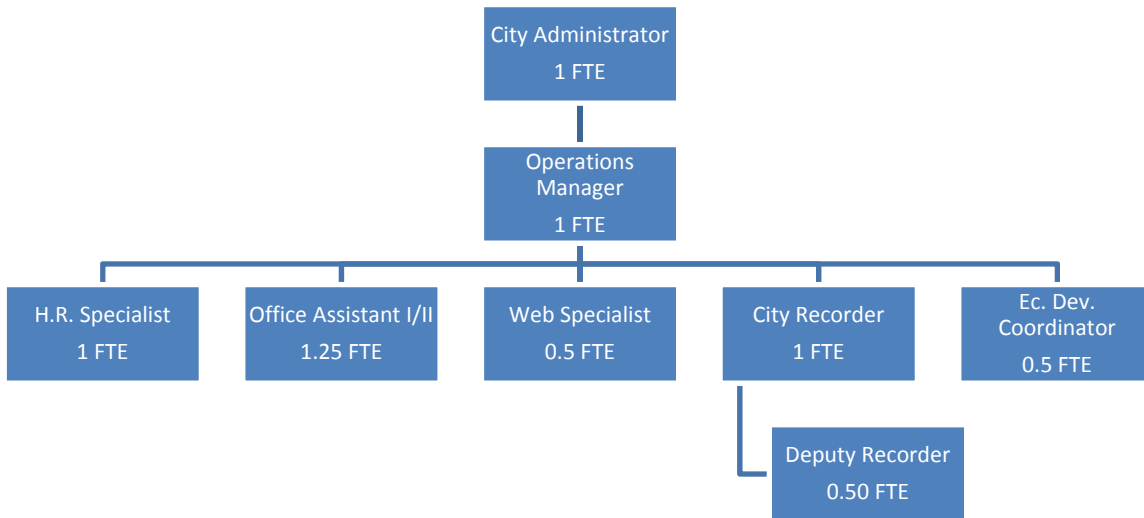 City Administrator
1 FTE
Operations
Manager
1 FTE
H.R. Specialist
1 FTE
Office Assistant I/II
1.25 FTE
Web Specialist
0.5 FTE
City Recorder
1 FTE
Ec. Dev.
Coordinator
0.5 FTE
Deputy Recorder
0.50 FTE